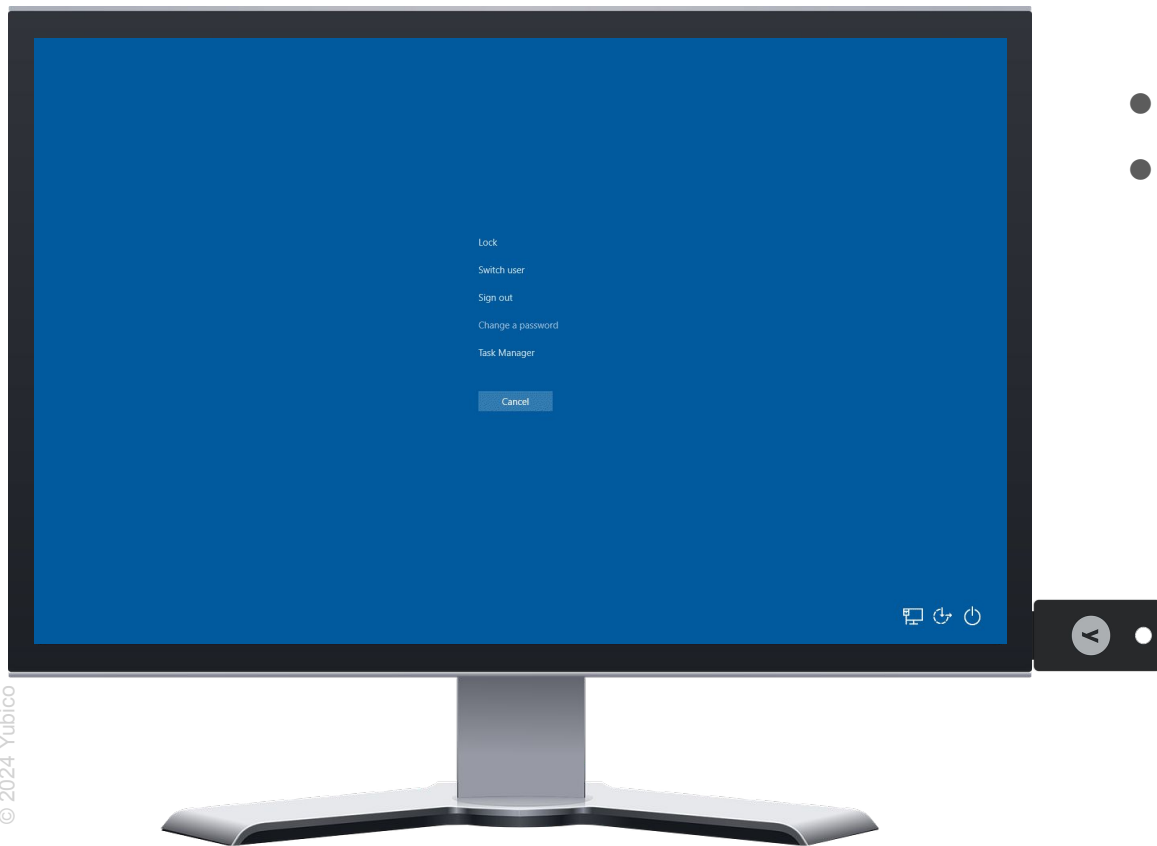 Lock
Switch user
Sign out
Change a password
Task Manager
Cancel
y
© 2024 Yubico